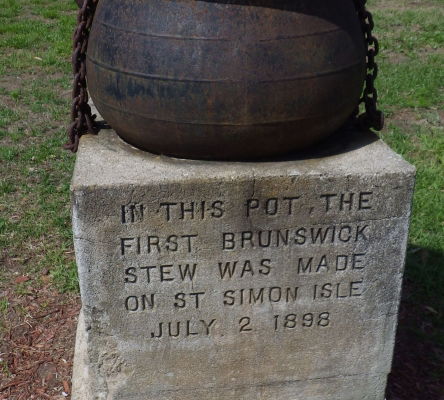 IN THIS POT, THE
FIRST BRUNSWICK
STEW WAS MADE
ON ST SIMON ISLE
JULY 2 1898